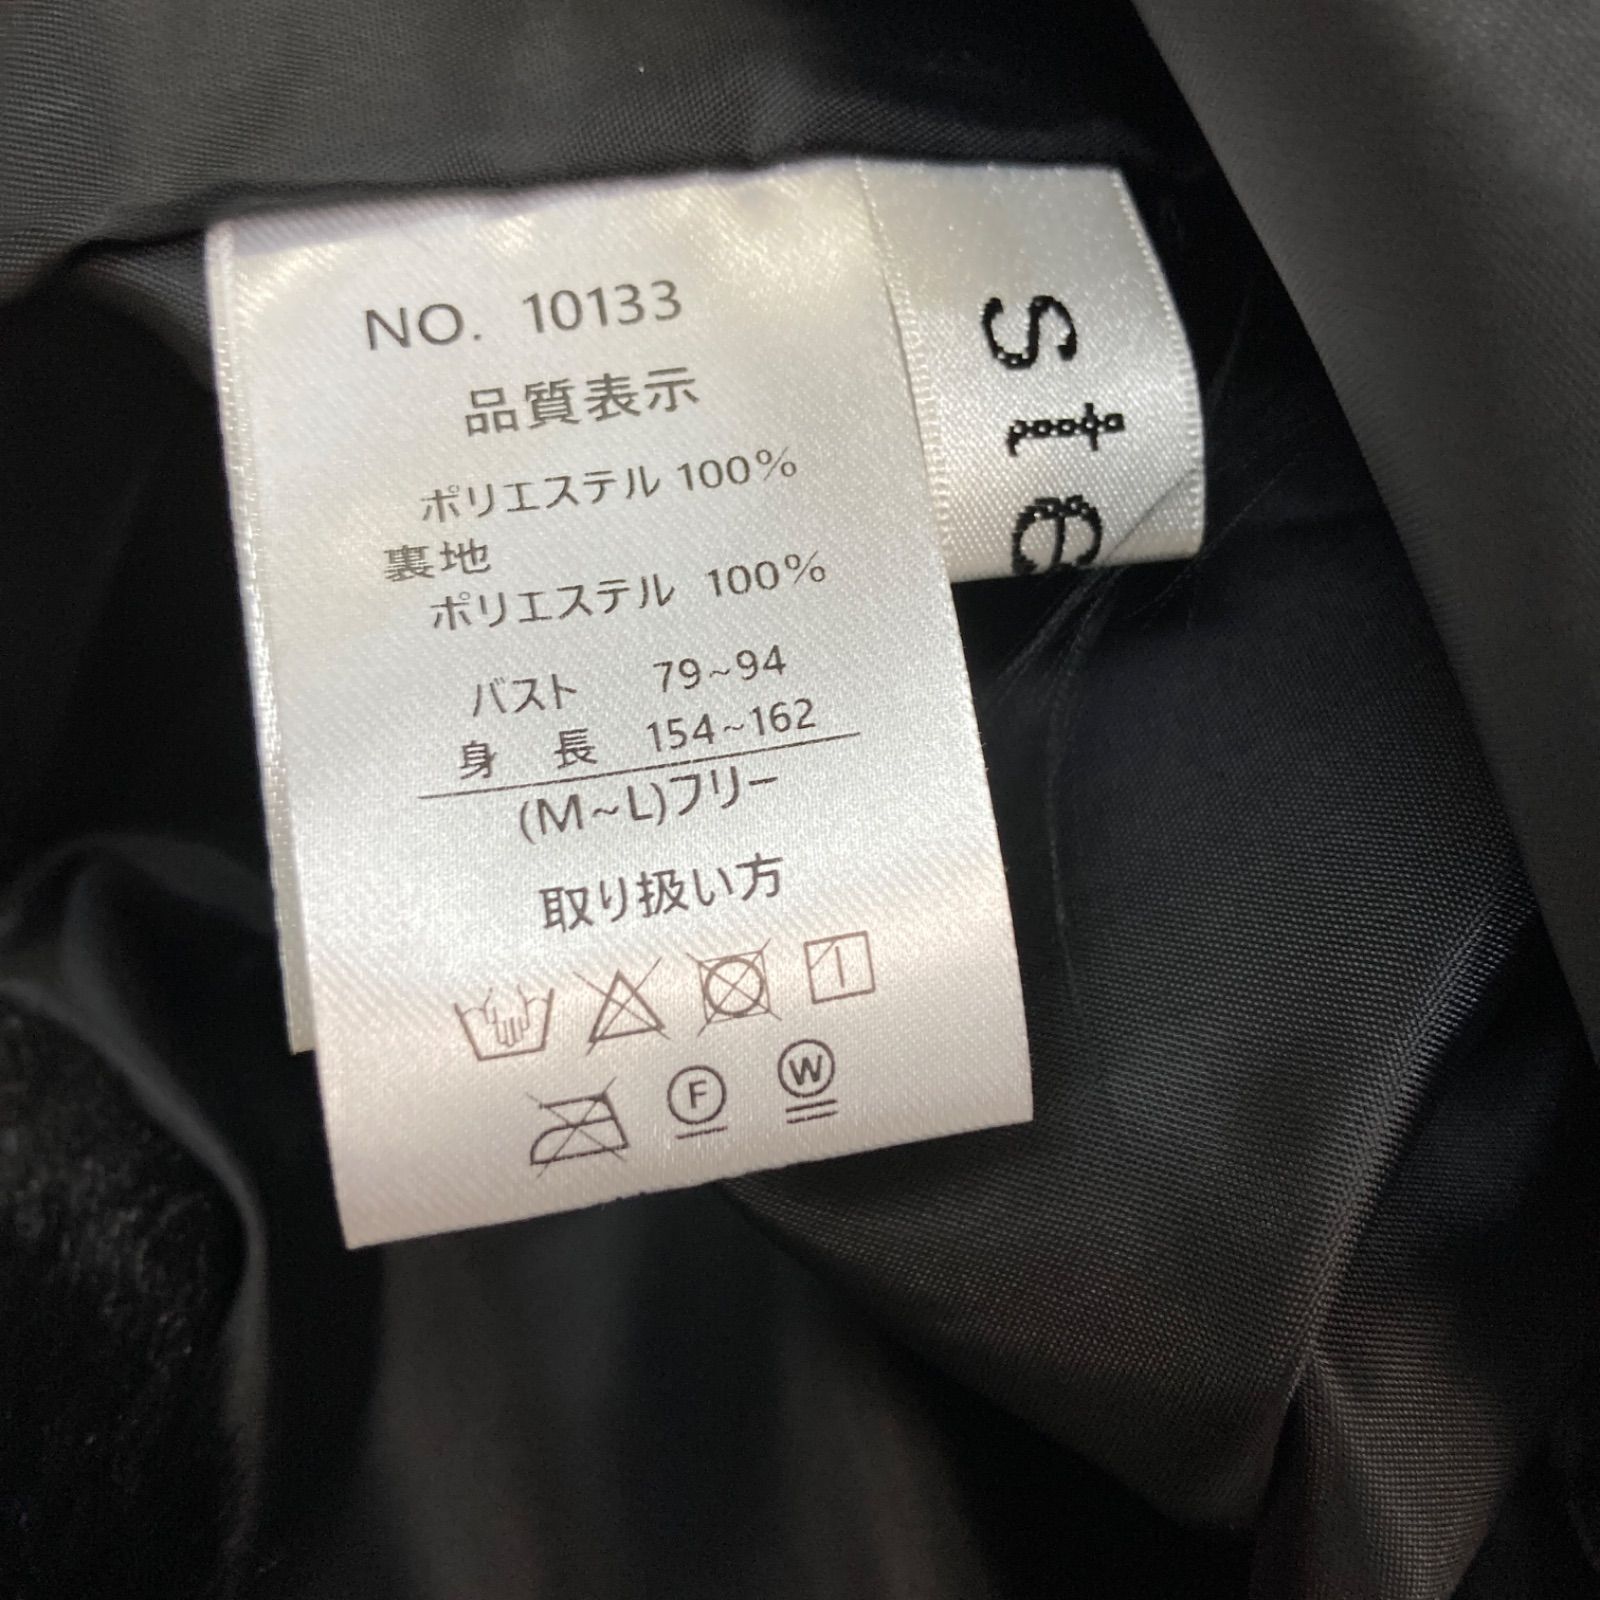 NO. 10133
品質表示
ポリエステル 100%
裏地
ポリエステル 100%
バスト 79~94
身 長 154~162
(M~L)フリー
取り扱い方
F
W
Ste